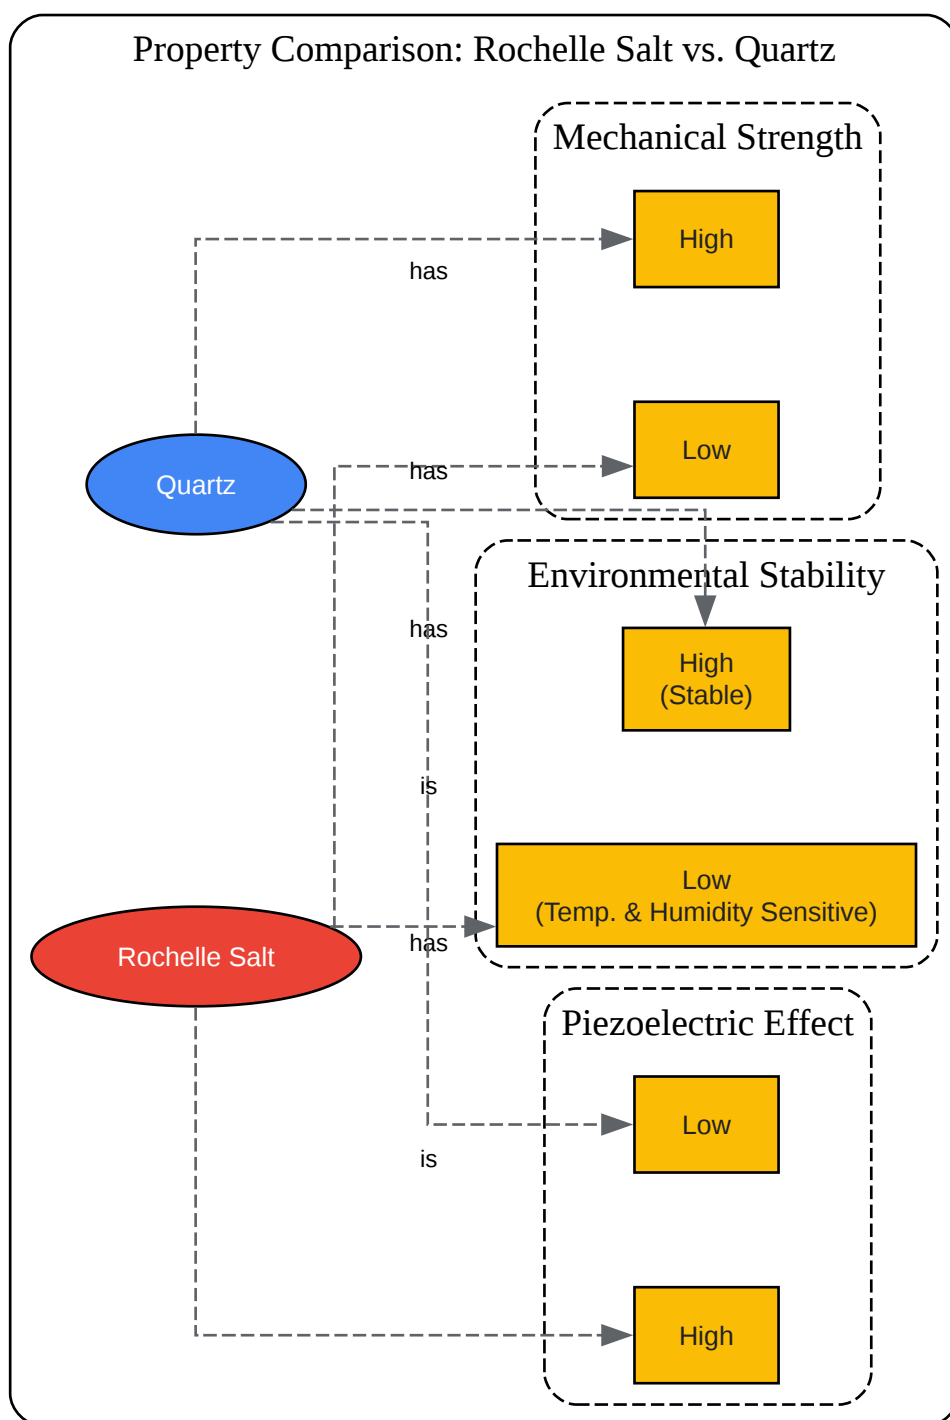 Property Comparison: Rochelle Salt vs. Quartz
Mechanical Strength
High
has
Low
has
Quartz
Environmental Stability
has
High
(Stable)
is
Low
(Temp. & Humidity Sensitive)
has
Rochelle Salt
Piezoelectric Effect
Low
is
High